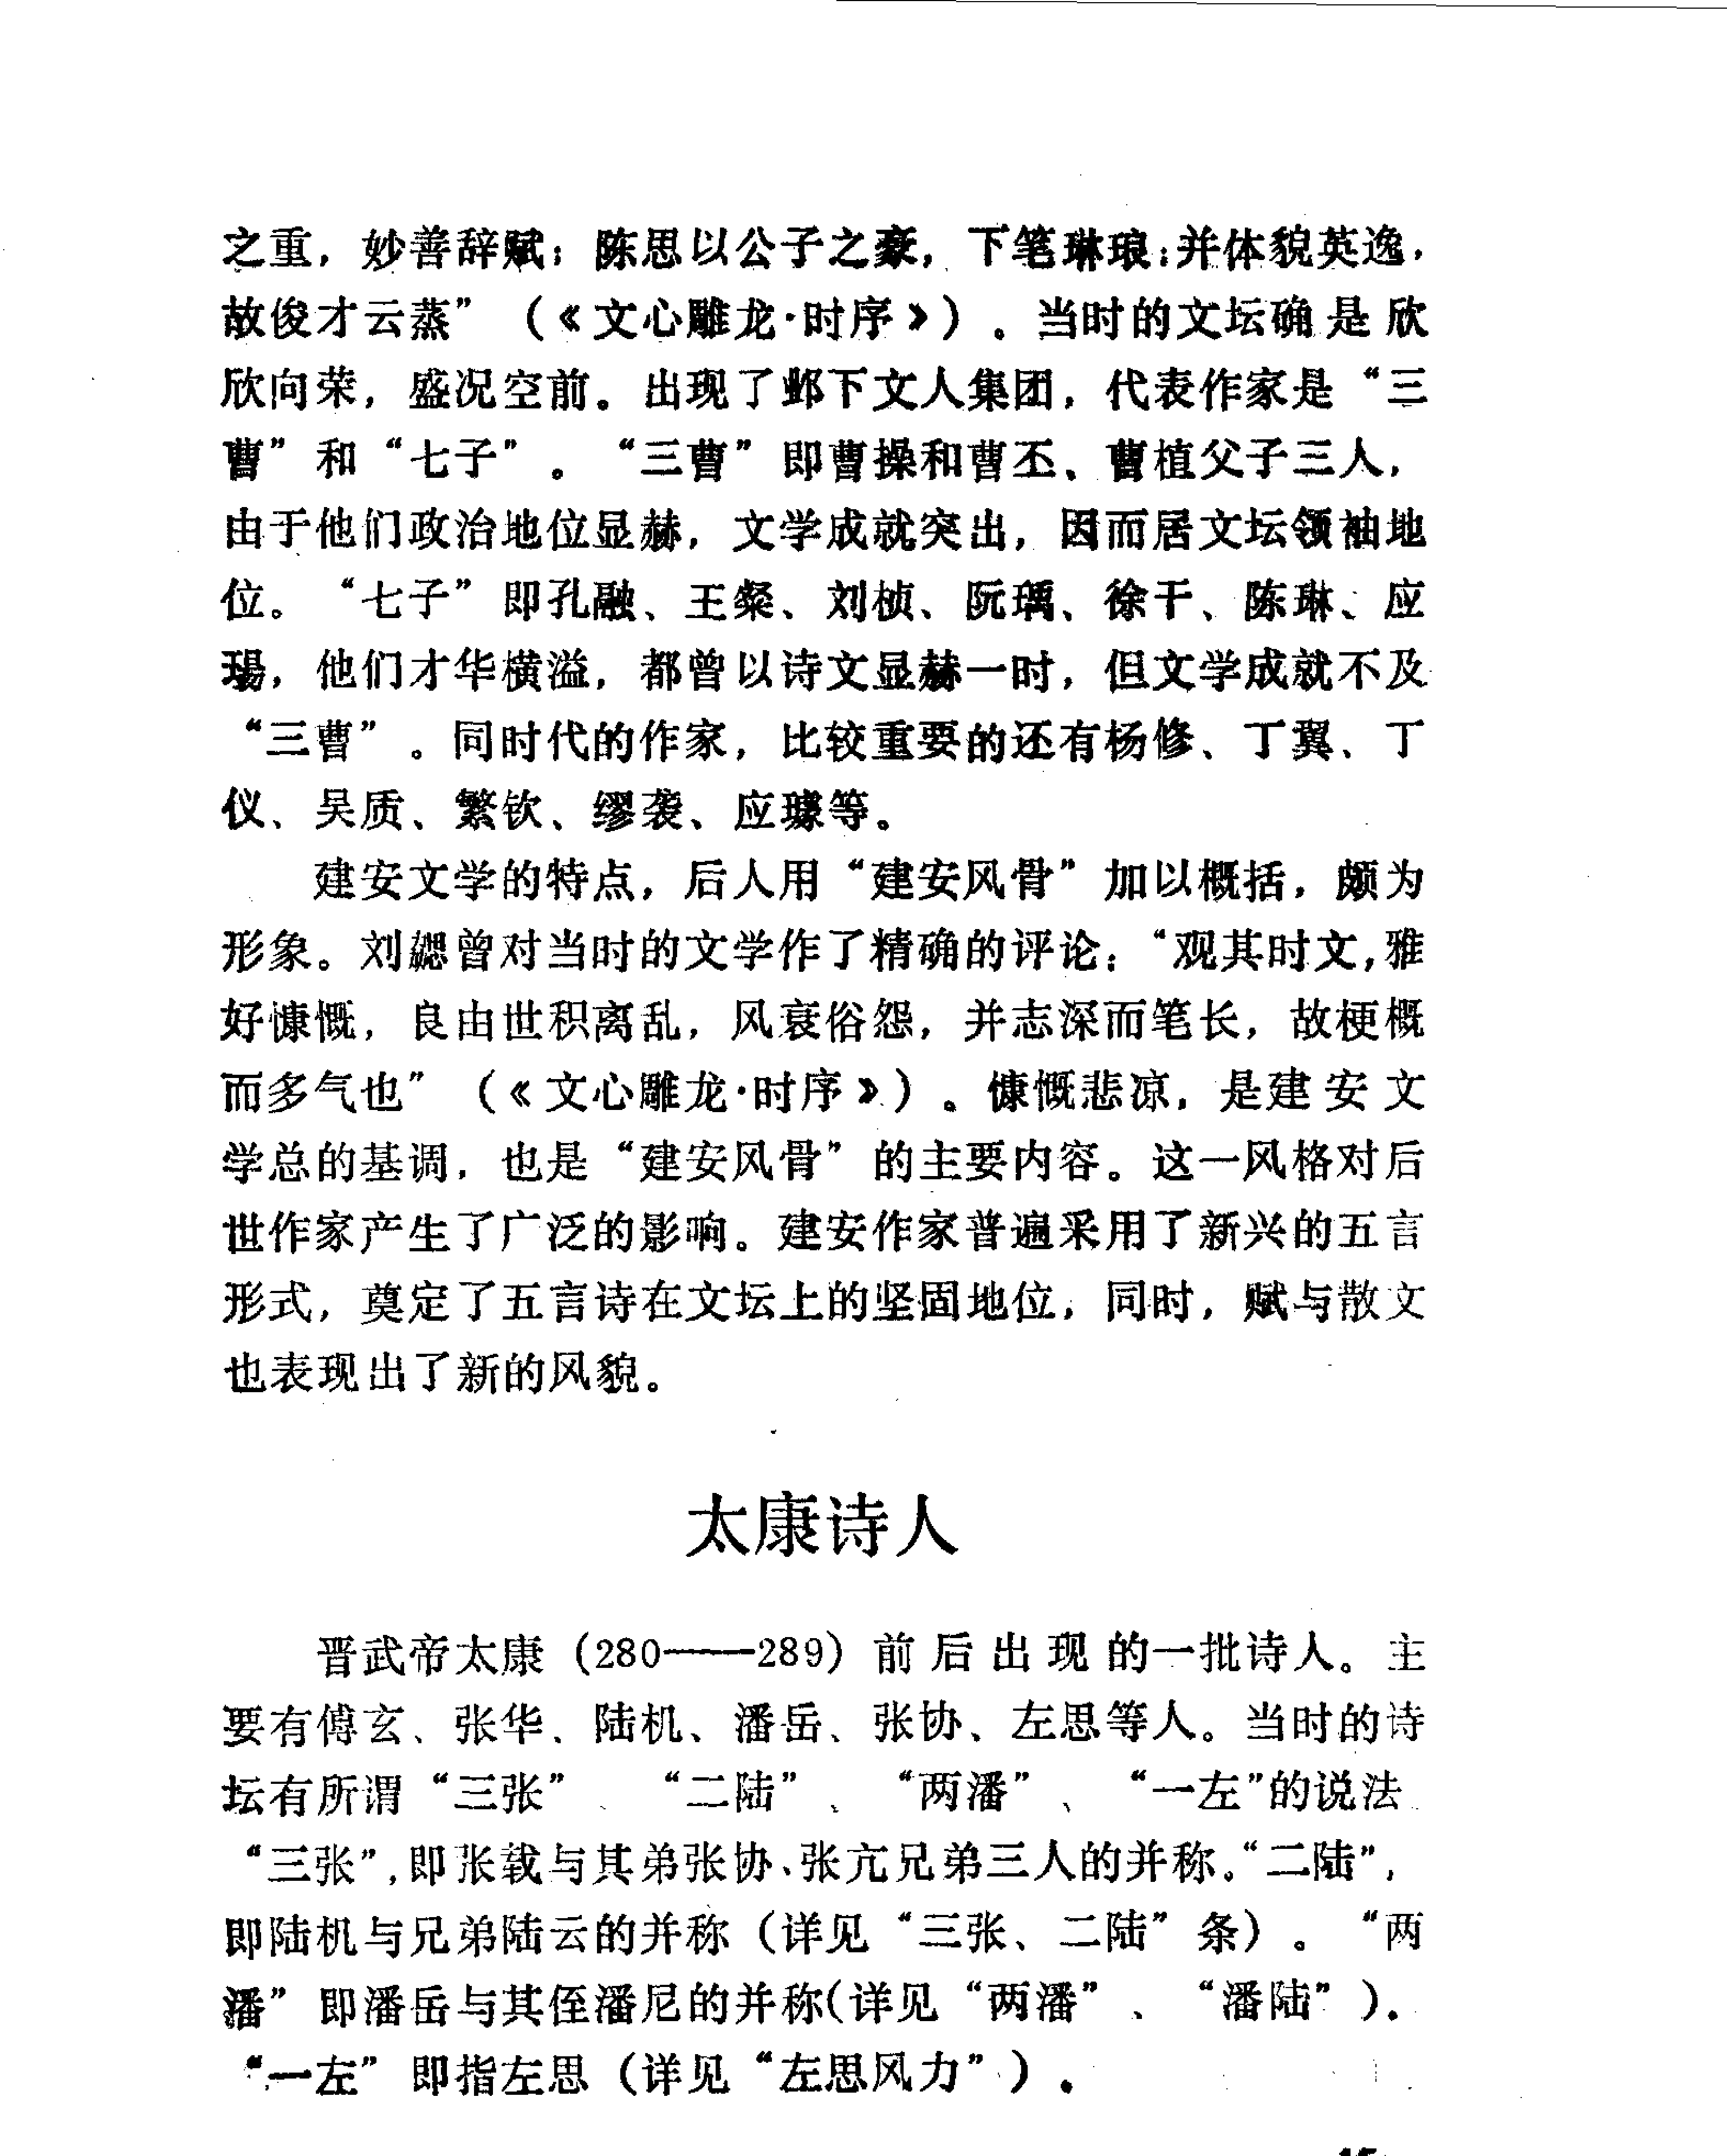 之重，妙善辞赋；陈思以公子之豪，下笔琳琅；并体貌英逸，
故俊才云蒸”（《文心雕龙·时序》）。当时的文坛确是欣
欣向荣，盛况空前。出现了邺下文人集团，代表作家是“三
曹”和“七子”。“三曹”即曹操和曹丕、曹植父子三人，
由于他们政治地位显赫，文学成就突出，因而居文坛领袖地
位。“七子”即孔融、王粲、刘桢、阮瑀、徐干、陈琳、应
瑒，他们才华横溢，都曾以诗文显赫一时，但文学成就不及
“三曹”。同时代的作家，比较重要的还有杨修、丁翼、丁
仪、吴质、繁钦、缪袭、应璩等。
建安文学的特点，后人用“建安风骨”加以概括，颇为
形象。刘勰曾对当时的文学作了精确的评论：“观其时文，雅
好慷慨，良由世积离乱，风衰俗怨，并志深而笔长，故梗概
而多气也”（《文心雕龙·时序》）。慷慨悲凉，是建安文
学总的基调，也是“建安风骨”的主要内容。这一风格对后
世作家产生了广泛的影响。建安作家普遍采用了新兴的五言
形式，奠定了五言诗在文坛上的坚固地位，同时，赋与散文
也表现出了新的风貌。
太康诗人
晋武帝太康（280——289）前后出现的一批诗人。主
要有傅玄、张华、陆机、潘岳、张协、左思等人。当时的诗
坛有所谓“三张”、“二陆”、“两潘”、“一左”的说法
“三张”，即张载与其弟张协、张亢兄弟三人的并称。“二陆”，
即陆机与兄弟陆云的并称（详见“三张、二陆”条）。“两
潘”即潘岳与其侄潘尼的并称（详见“两潘”、“潘陆”）。
“一左”即指左思（详见“左思风力”）。